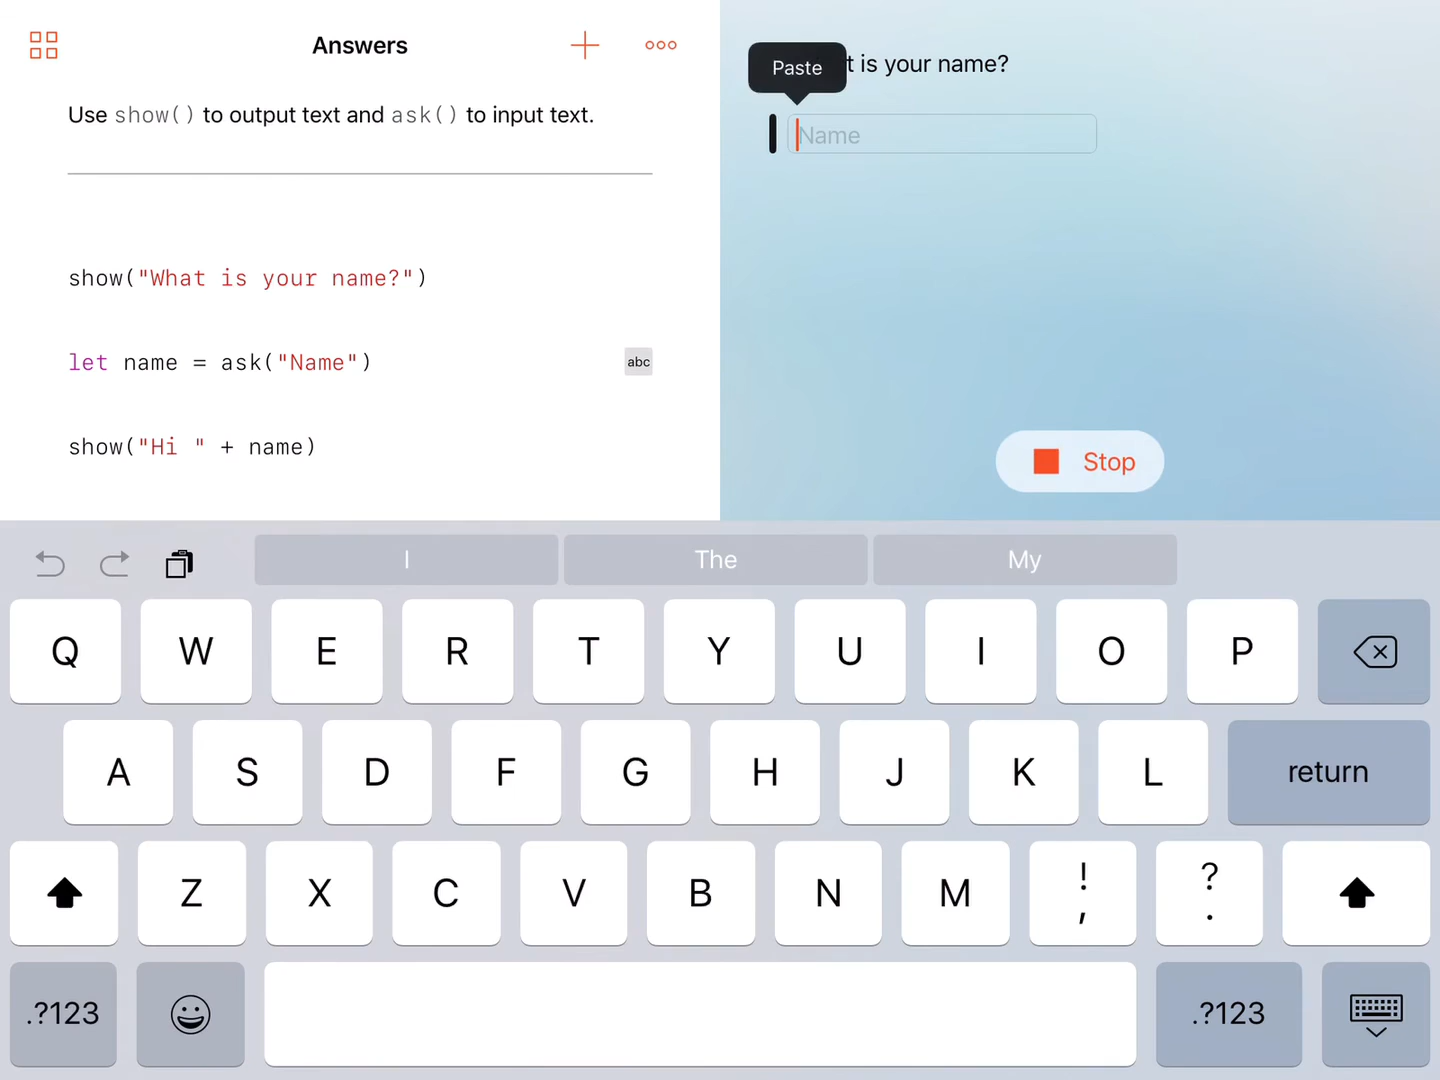 Answers
Use show() to output text and ask() to input text.
show("What is your name?")
let name = ask("Name")
abc
show("Hi " + name)
Paste
t is your name?
Name
Stop
I The My
Q W E R T Y U I O P
A S D F G H J K L return
Z X C V B N M ! , ? .
.?123 .?123